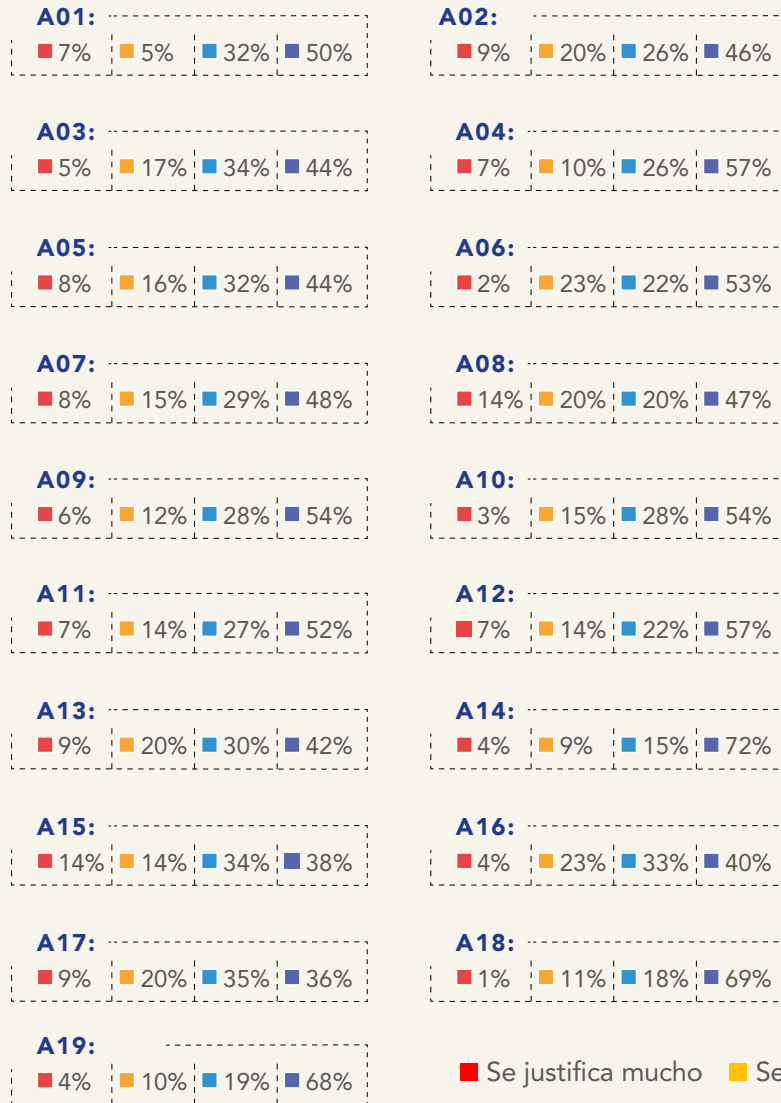 A01: A02:
7% 5% 32% 50% 9% 20% 26% 46%
A03: A04:
5% 17% 34% 44% 7% 10% 26% 57%
A05: A06:
8% 16% 32% 44% 2% 23% 22% 53%
A07: A08:
8% 15% 29% 48% 14% 20% 20% 47%
A09: A10:
6% 12% 28% 54% 3% 15% 28% 54%
A11: A12:
7% 14% 27% 52% 7% 14% 22% 57%
A13: A14:
9% 20% 30% 42% 4% 9% 15% 72%
A15: A16:
14% 14% 34% 38% 4% 23% 33% 40%
A17: A18:
9% 20% 35% 36% 1% 11% 18% 69%
A19:
4% 10% 19% 68%
Se justifica mucho Se